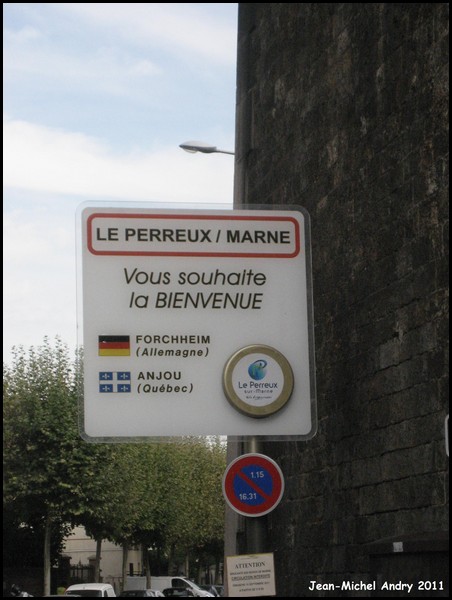 LE PERREUX / MARNE
Vous souhaite
la BIENVENUE
FORCHHEIM
(Allemagne)
ANJOU
(Québec)
Le Perreux
sur-Marne
1.15
16.31
ATTENTION
Jean-Michel Andry 2011